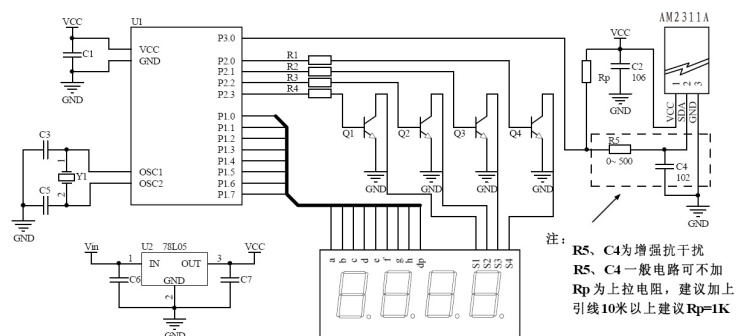 U1
AM2311A
VCC
VCC
C1
GND
VCC
GND
P3.0
P2.0
P2.1
P2.2
P2.3
R1
R2
R3
R4
VCC
Rp
C2
106
GND
1
2
3
VCC
SDA
GND
P1.0
P1.1
P1.2
P1.3
P1.4
P1.5
P1.6
P1.7
Q1
Q2
Q3
Q4
GND
GND
GND
GND
R5
0~ 500
C4
102
GND
C3
1
Y1
2
C5
GND
OSC1
OSC2
Vin
U2 78L05
VCC
1
IN
OUT
3
GND
2
C6
C7
GND
a
b
c
d
e
f
g
h
dp
S1
S2
S3
S4
注：
R5、C4为增强抗干扰
R5、C4 一般电路可不加
Rp为上拉电阻，建议加上
引线10米以上建议Rp=1K